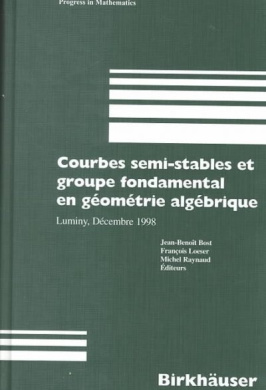 Progress in Mathematics
Courbes semi-stables et
groupe fondamental
en géométrie algébrique
Luminy, Décembre 1998
Jean-Benoît Bost
François Loeser
Michel Raynaud
Éditeurs
Birkhäuser